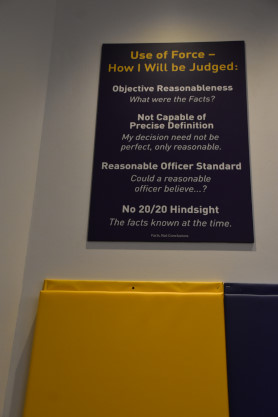 Use of Force –
How I Will be Judged:
Objective Reasonableness
What were the Facts?
Not Capable of
Precise Definition
My decision need not be
perfect, only reasonable.
Reasonable Officer Standard
Could a reasonable
officer believe...?
No 20/20 Hindsight
The facts known at the time.